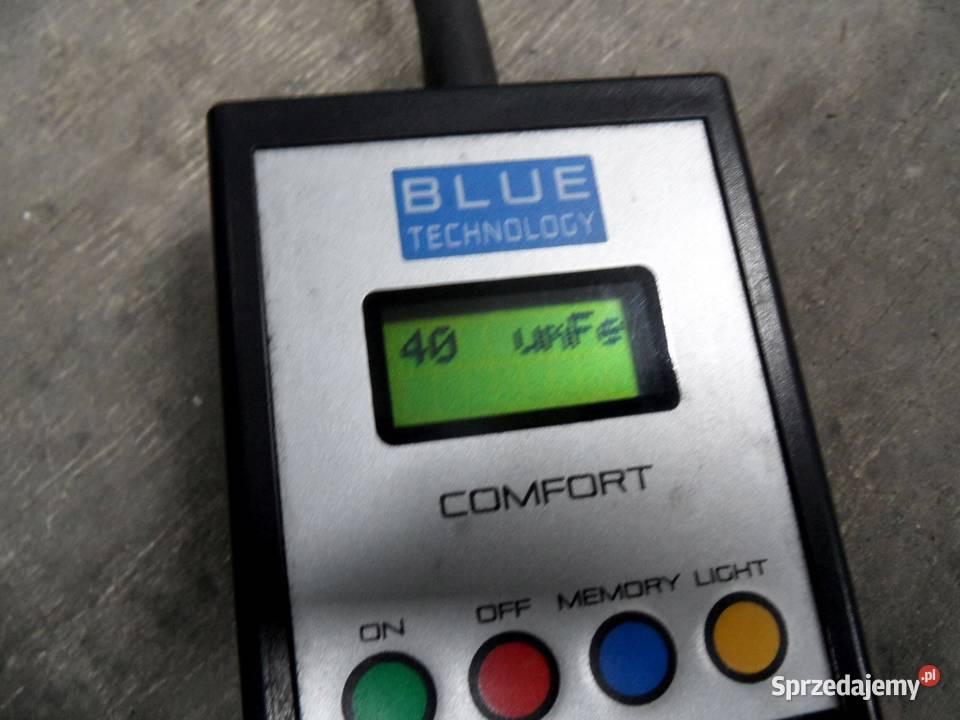 BLUE
TECHNOLOGY
40 umFe
COMFORT
ON OFF MEMORY LIGHT
Sprzedajemy.pl